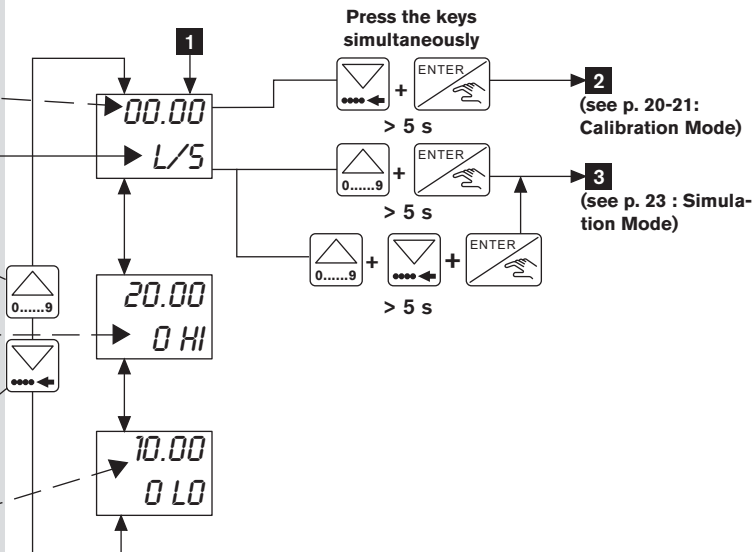 Press the keys
simultaneously
1
00.00
L/S
+
ENTER
> 5 s
2
(see p. 20-21:
Calibration Mode)
0......9
+
ENTER
> 5 s
3
(see p. 23 : Simula-
tion Mode)
0......9
+
+
ENTER
> 5 s
0......9
20.00
0 HI
10.00
0 LO